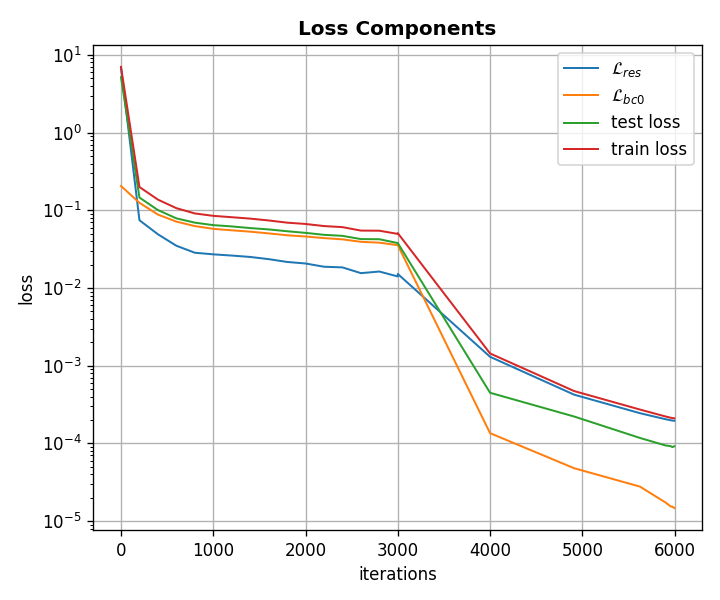 Loss Components
10^1
10^0
10^-1
10^-2
10^-3
10^-4
10^-5
loss
0 1000 2000 3000 4000 5000 6000
iterations
ℒ_res
ℒ_bc0
test loss
train loss